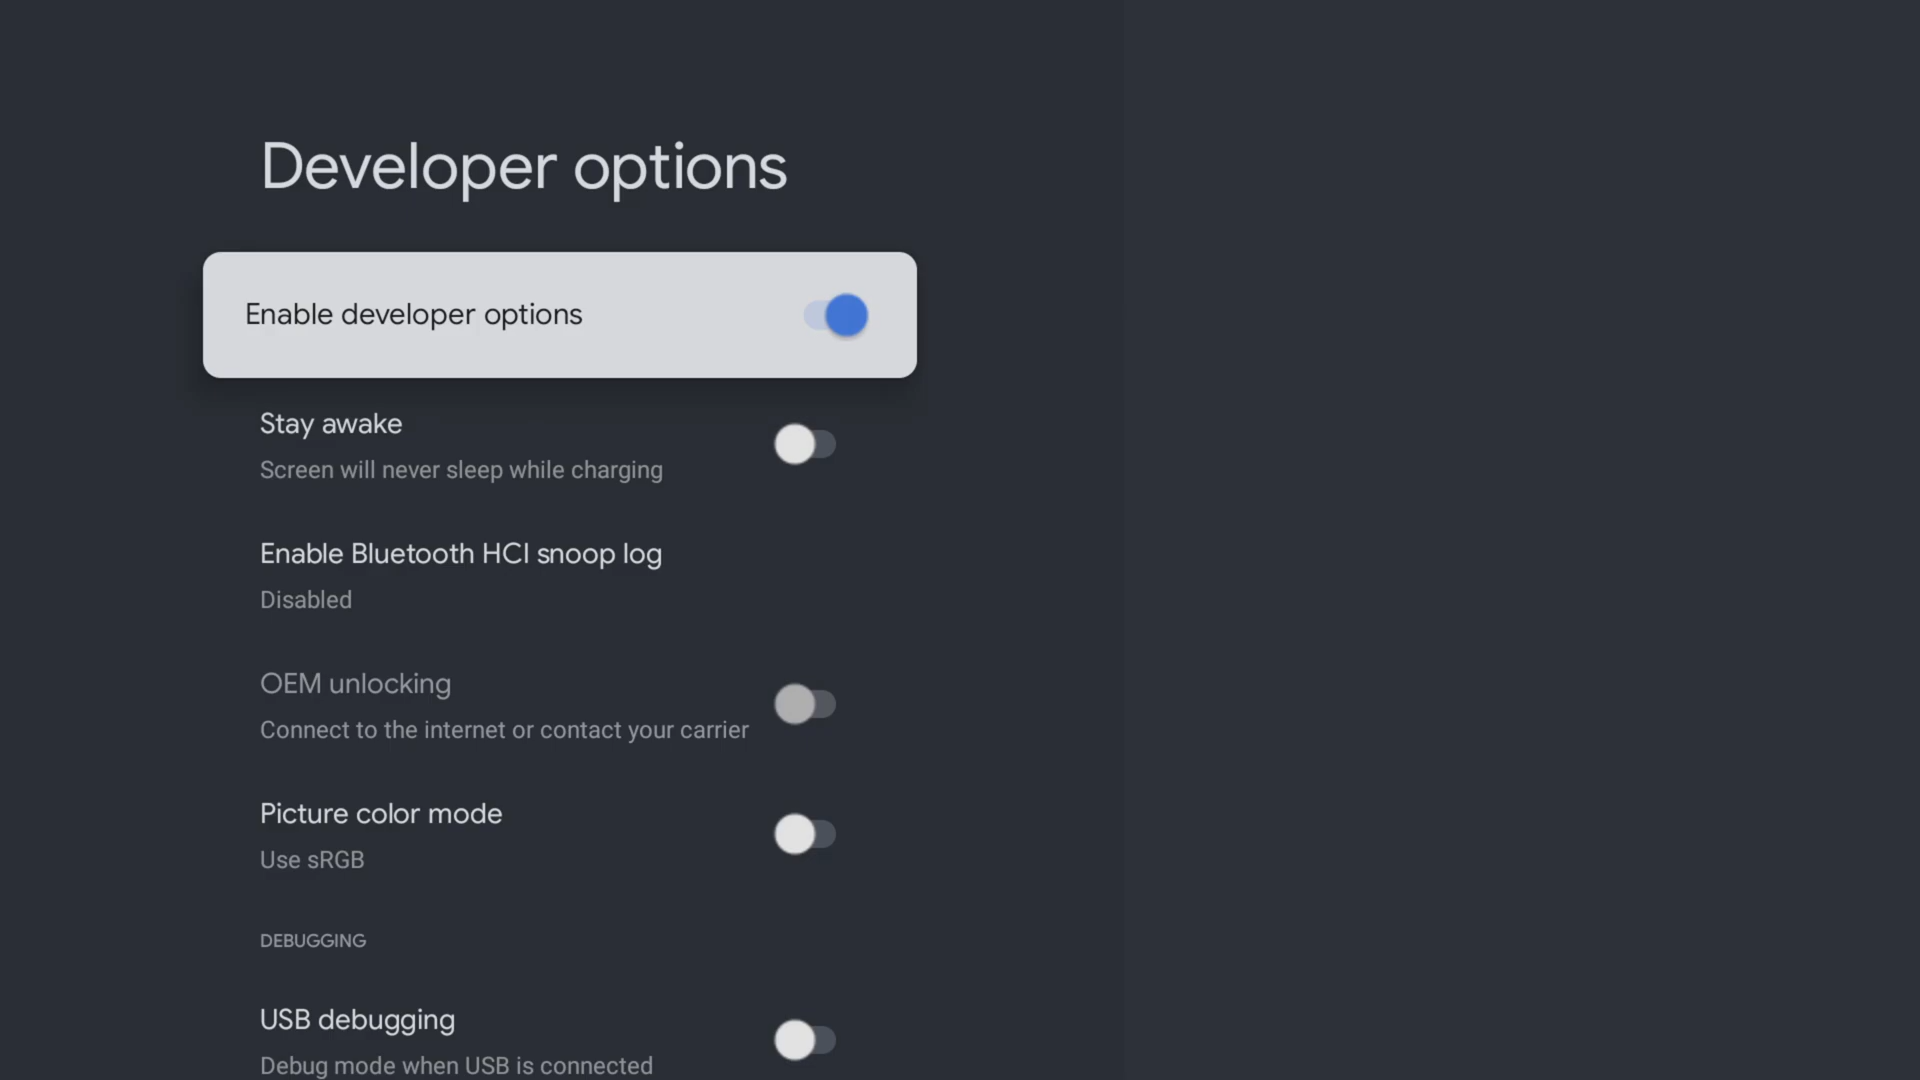 Developer options
Enable developer options
Stay awake
Screen will never sleep while charging
Enable Bluetooth HCI snoop log
Disabled
OEM unlocking
Connect to the internet or contact your carrier
Picture color mode
Use sRGB
DEBUGGING
USB debugging
Debug mode when USB is connected